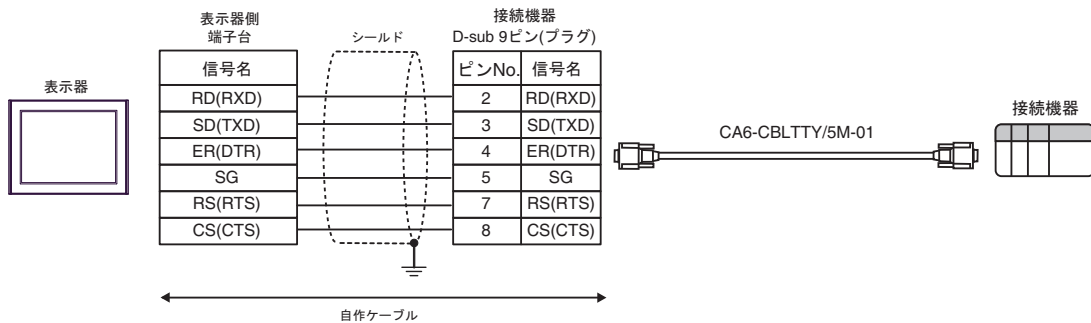 表示器
表示器側
端子台
シールド
接続機器
D-sub 9ピン(プラグ)
信号名
ピンNo. 信号名
RD(RXD) 2 RD(RXD)
SD(TXD) 3 SD(TXD)
ER(DTR) 4 ER(DTR)
SG 5 SG
RS(RTS) 7 RS(RTS)
CS(CTS) 8 CS(CTS)
自作ケーブル
CA6-CBLTTY/5M-01
接続機器